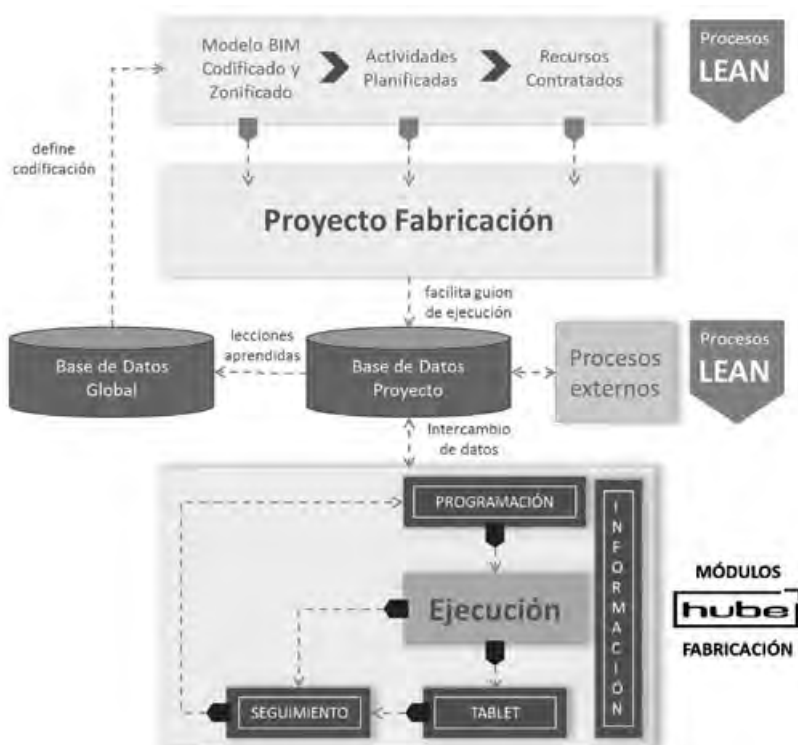 Modelo BIM
Codificado y
Zonificado
Actividades
Planificadas
Recursos
Contratados
Procesos
LEAN
define
codificación
Proyecto Fabricación
facilita guion
de ejecución
Base de Datos
Global
lecciones
aprendidas
Base de Datos
Proyecto
Procesos
externos
Procesos
LEAN
Intercambio
de datos
PROGRAMACIÓN
INFORMACIÓN
Ejecución
MÓDULOS
hube
FABRICACIÓN
SEGUIMIENTO
TABLET